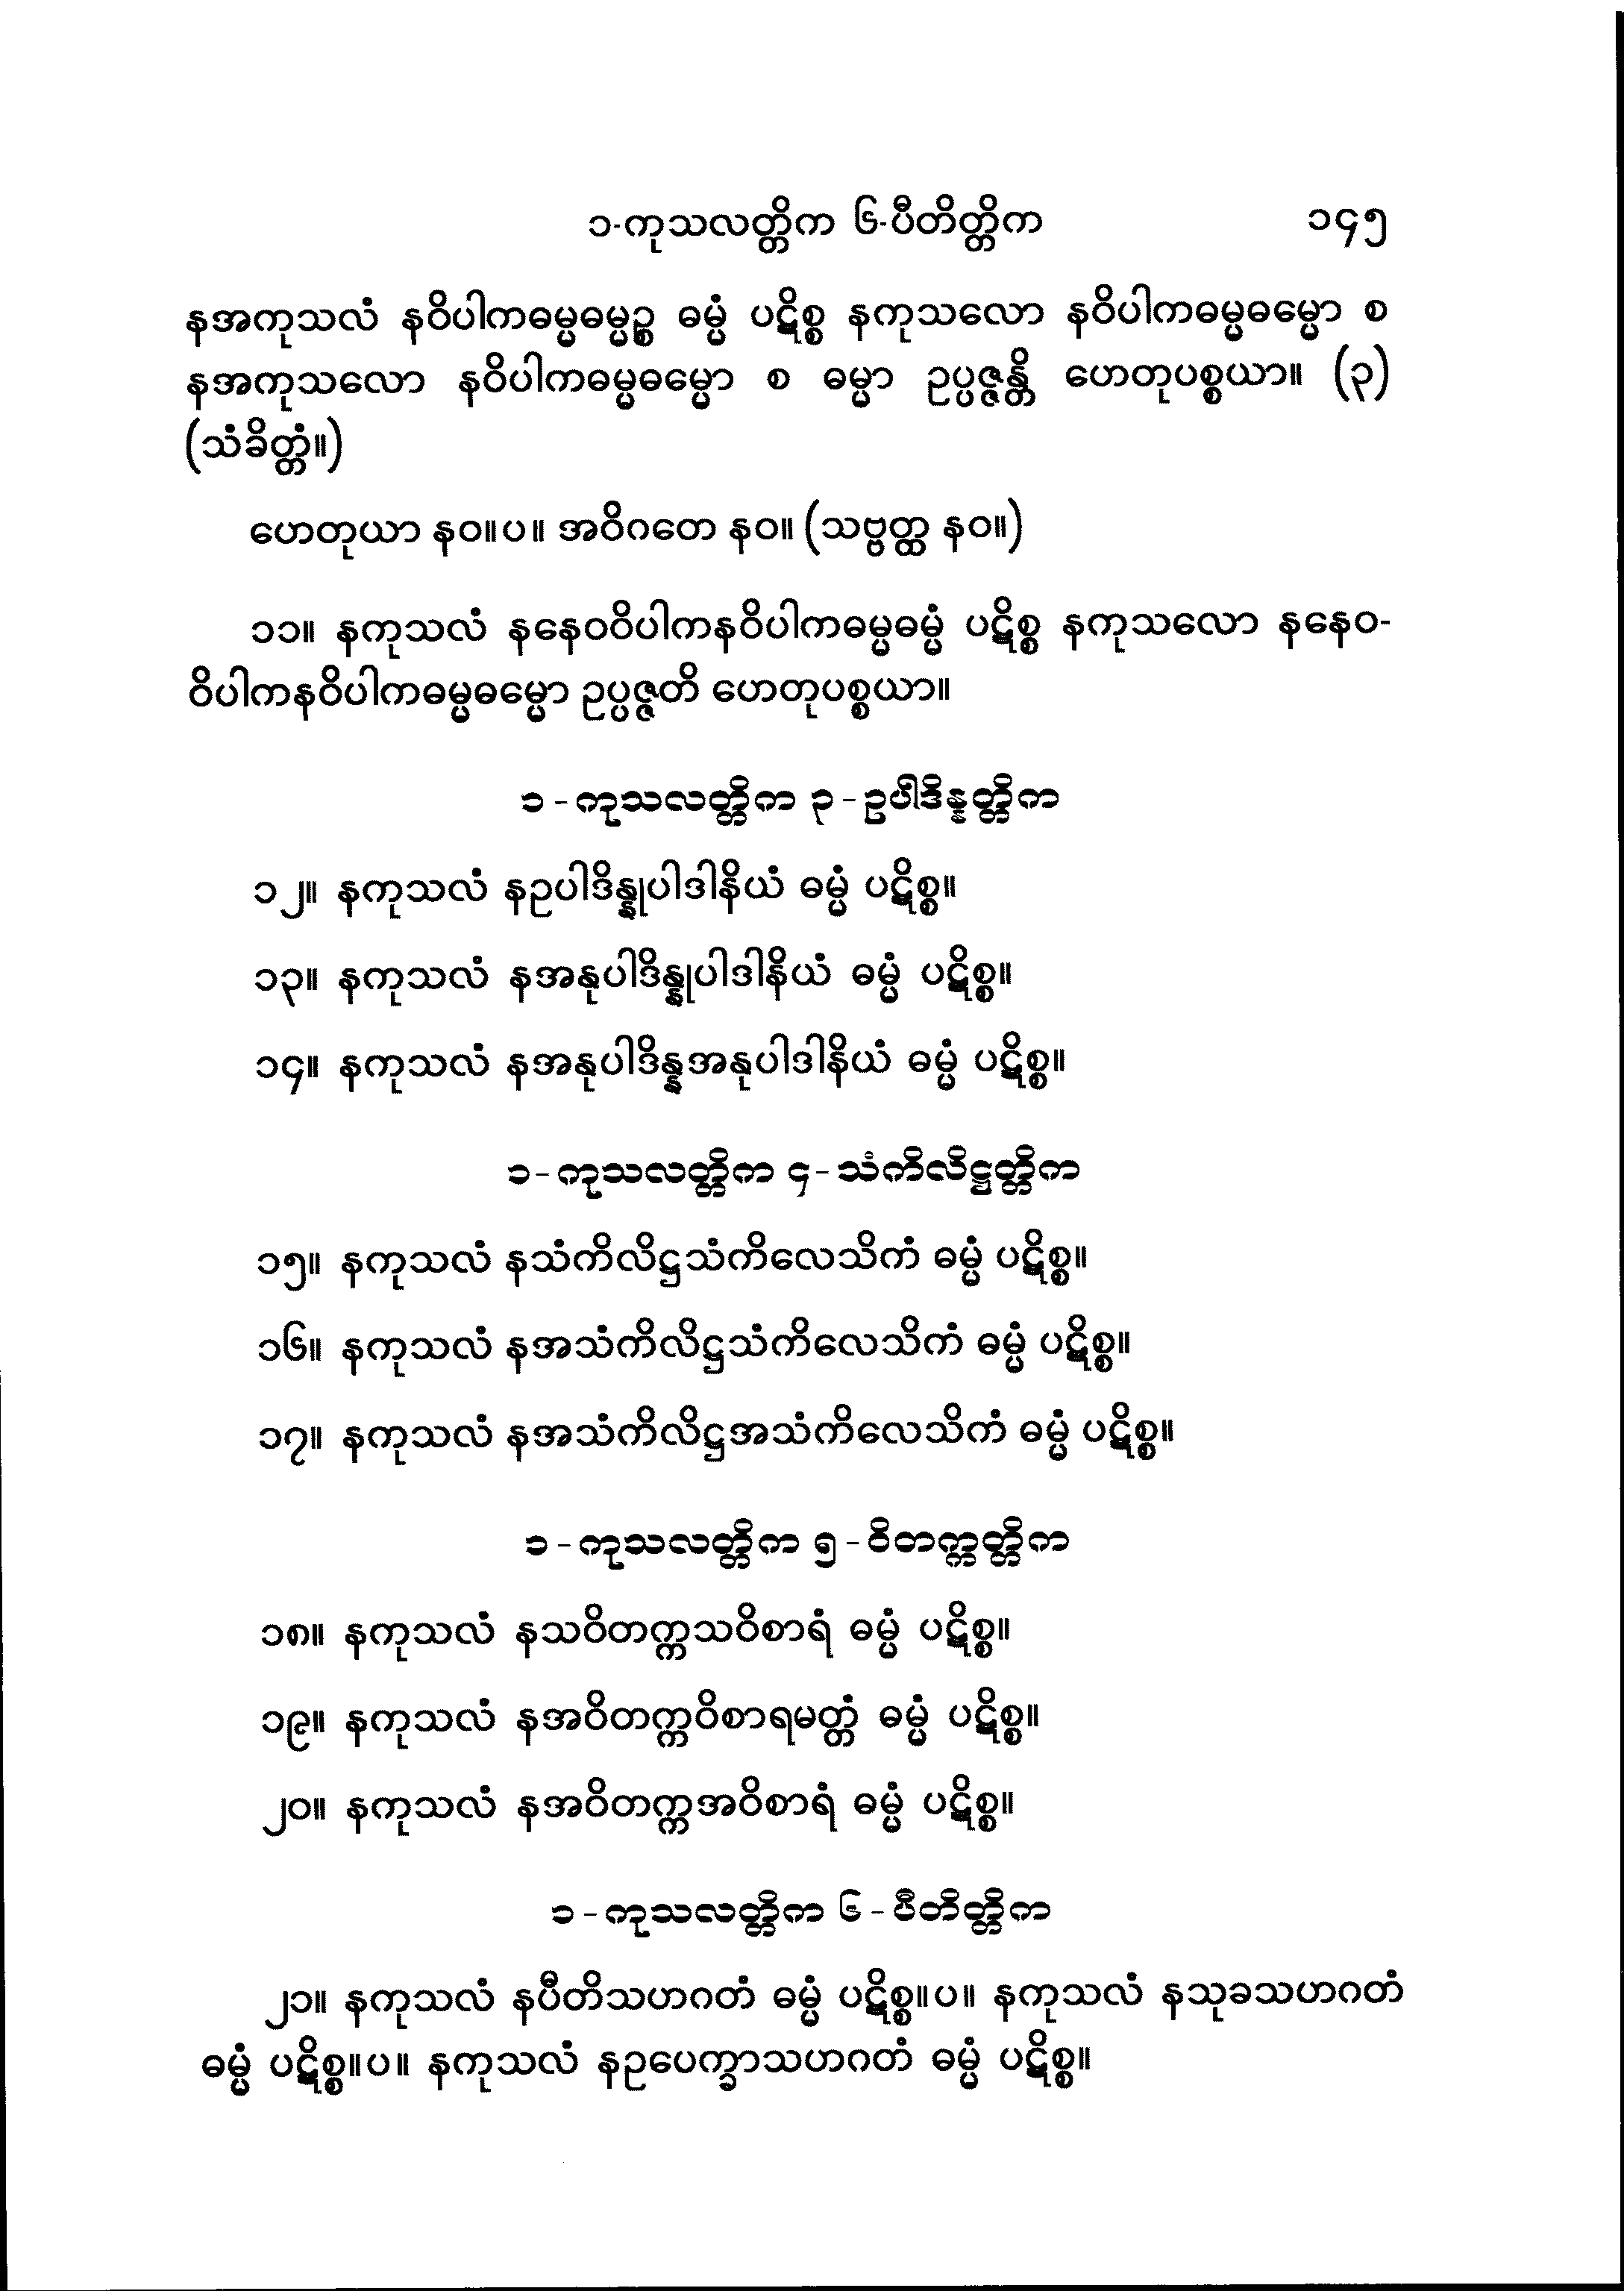 ၁-ကုသလတ္တိက ၆-ပီတိတ္တိက ၁၄၅
နအကုသလံ နဝိပါကဓမ္မဓမ္မဉ္စ ဓမ္မံ ပဋိစ္စ နကုသလော နဝိပါကဓမ္မဓမ္မော စ
နအကုသလော နဝိပါကဓမ္မဓမ္မော စ ဓမ္မာ ဥပ္ပဇ္ဇန္တိ ဟေတုပစ္စယာ။ (၃)
(သံခိတ္တံ။)
ဟေတုယာ နဝ။ပ။ အဝိဂတေ နဝ။ (သဗ္ဗတ္ထ နဝ။)
၁၁။ နကုသလံ နနေဝဝိပါကနဝိပါကဓမ္မဓမ္မံ ပဋိစ္စ နကုသလော နနေဝ-
ဝိပါကနဝိပါကဓမ္မဓမ္မော ဥပ္ပဇ္ဇတိ ဟေတုပစ္စယာ။
၁-ကုသလတ္တိက ၃-ဥပါဒိန္နတ္တိက
၁၂။ နကုသလံ နဥပါဒိန္နုပါဒါနိယံ ဓမ္မံ ပဋိစ္စ။
၁၃။ နကုသလံ နအနုပါဒိန္နုပါဒါနိယံ ဓမ္မံ ပဋိစ္စ။
၁၄။ နကုသလံ နအနုပါဒိန္နအနုပါဒါနိယံ ဓမ္မံ ပဋိစ္စ။
၁-ကုသလတ္တိက ၄-သံကိလိဋ္ဌတ္တိက
၁၅။ နကုသလံ နသံကိလိဋ္ဌသံကိလေသိကံ ဓမ္မံ ပဋိစ္စ။
၁၆။ နကုသလံ နအသံကိလိဋ္ဌသံကိလေသိကံ ဓမ္မံ ပဋိစ္စ။
၁၇။ နကုသလံ နအသံကိလိဋ္ဌအသံကိလေသိကံ ဓမ္မံ ပဋိစ္စ။
၁-ကုသလတ္တိက ၅-ဝိတက္ကတ္တိက
၁၈။ နကုသလံ နသဝိတက္ကသဝိစာရံ ဓမ္မံ ပဋိစ္စ။
၁၉။ နကုသလံ နအဝိတက္ကဝိစာရမတ္တံ ဓမ္မံ ပဋိစ္စ။
၂၀။ နကုသလံ နအဝိတက္ကအဝိစာရံ ဓမ္မံ ပဋိစ္စ။
၁-ကုသလတ္တိက ၆-ပီတိတ္တိက
၂၁။ နကုသလံ နပီတိသဟဂတံ ဓမ္မံ ပဋိစ္စ။ပ။ နကုသလံ နသုခသဟဂတံ
ဓမ္မံ ပဋိစ္စ။ပ။ နကုသလံ နဥပေက္ခာသဟဂတံ ဓမ္မံ ပဋိစ္စ။